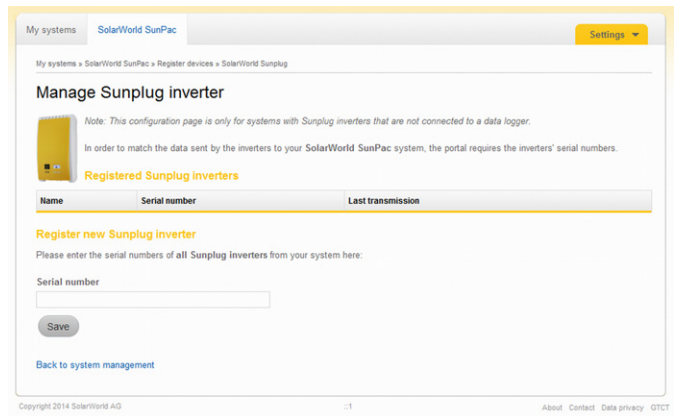 My systems SolarWorld SunPac Settings
My systems » SolarWorld SunPac » Register devices » SolarWorld Sunplug
Manage Sunplug inverter
Note: This configuration page is only for systems with Sunplug inverters that are not connected to a data logger.
In order to match the data sent by the inverters to your SolarWorld SunPac system, the portal requires the inverters' serial numbers.
Registered Sunplug inverters
Name Serial number Last transmission
Register new Sunplug inverter
Please enter the serial numbers of all Sunplug inverters from your system here:
Serial number
Save
Back to system management
Copyright 2014 SolarWorld AG ::1 About Contact Data privacy GTCT